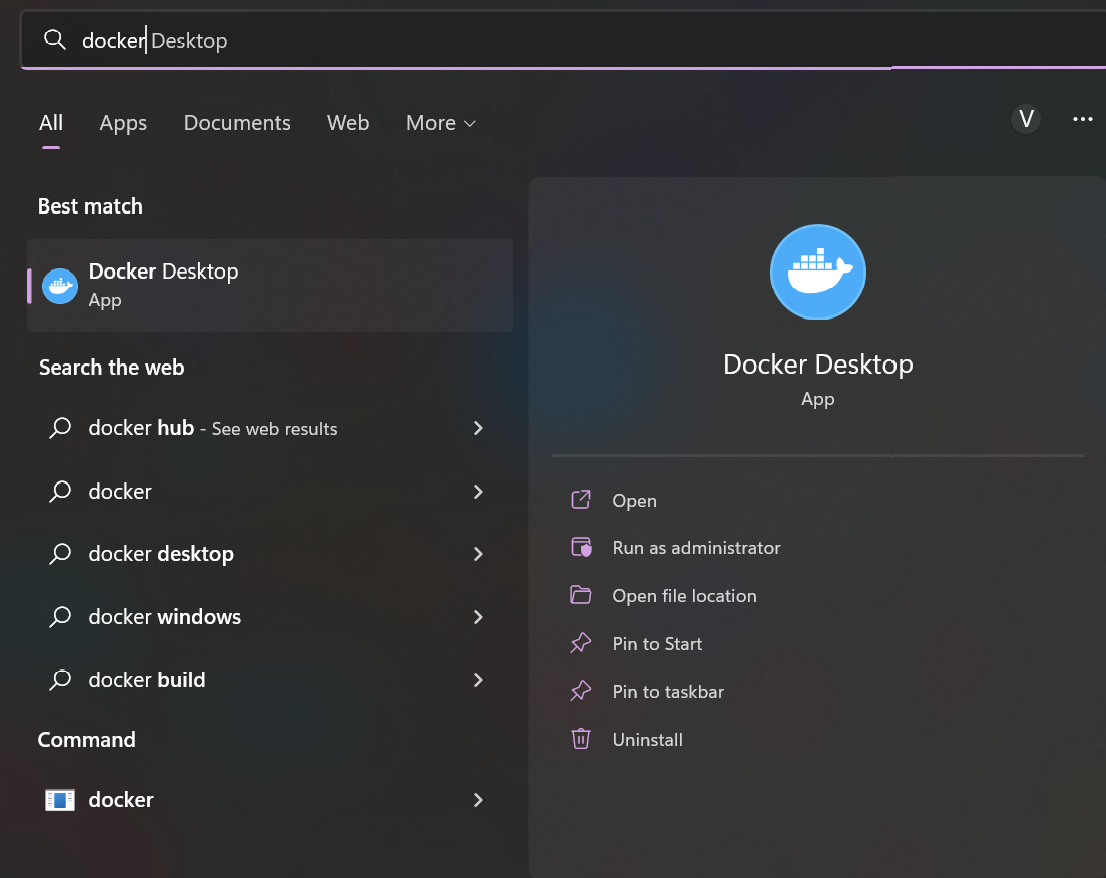 docker Desktop
All Apps Documents Web More V
Best match
Docker Desktop
App
Search the web
docker hub - See web results
docker
docker desktop
docker windows
docker build
Command
docker
Docker Desktop
App
Open
Run as administrator
Open file location
Pin to Start
Pin to taskbar
Uninstall